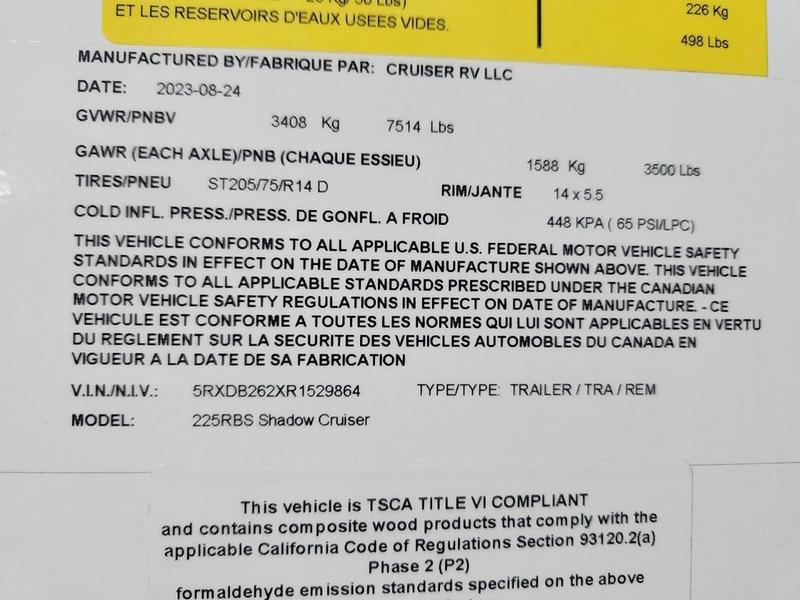 ET LES RESERVOIRS D'EAUX USEES VIDES.
226 Kg
498 Lbs
MANUFACTURED BY/FABRIQUE PAR: CRUISER RV LLC
DATE: 2023-08-24
GVWR/PNBV 3408 Kg 7514 Lbs
GAWR (EACH AXLE)/PNB (CHAQUE ESSIEU) 1588 Kg 3500 Lbs
TIRES/PNEU ST205/75/R14 D RIM/JANTE 14 x 5.5
COLD INFL. PRESS./PRESS. DE GONFL. A FROID 448 KPA ( 65 PSI/LPC)
THIS VEHICLE CONFORMS TO ALL APPLICABLE U.S. FEDERAL MOTOR VEHICLE SAFETY
STANDARDS IN EFFECT ON THE DATE OF MANUFACTURE SHOWN ABOVE. THIS VEHICLE
CONFORMS TO ALL APPLICABLE STANDARDS PRESCRIBED UNDER THE CANADIAN
MOTOR VEHICLE SAFETY REGULATIONS IN EFFECT ON DATE OF MANUFACTURE. - CE
VEHICULE EST CONFORME A TOUTES LES NORMES QUI LUI SONT APPLICABLES EN VERTU
DU REGLEMENT SUR LA SECURITE DES VEHICLES AUTOMOBLES DU CANADA EN
VIGUEUR A LA DATE DE SA FABRICATION
V.I.N./N.I.V.: 5RXDB262XR1529864 TYPE/TYPE: TRAILER / TRA / REM
MODEL: 225RBS Shadow Cruiser
This vehicle is TSCA TITLE VI COMPLIANT
and contains composite wood products that comply with the
applicable California Code of Regulations Section 93120.2(a)
Phase 2 (P2)
formaldehyde emission standards specified on the above